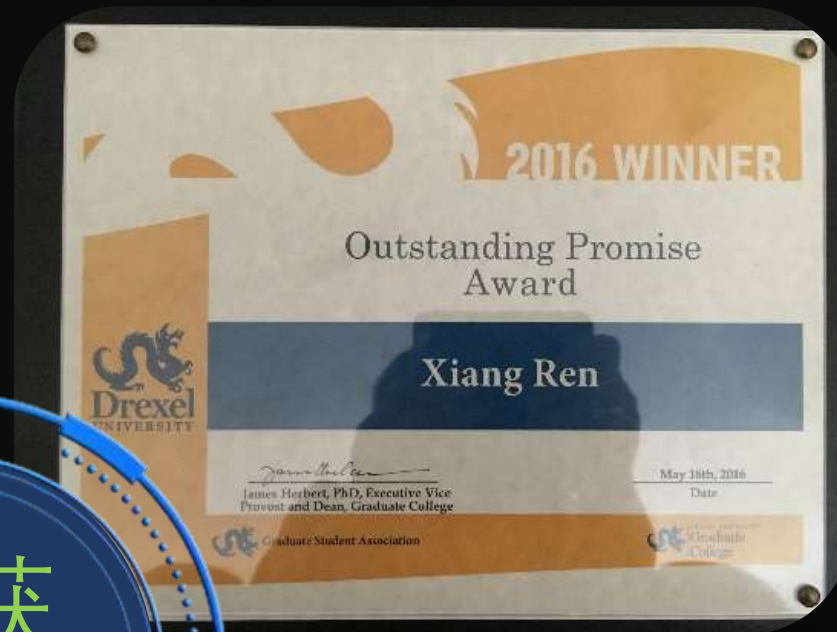 2016 WINNER
Outstanding Promise
Award
Xiang Ren
Drexel
UNIVERSITY
James Herbert, PhD, Executive Vice
Provost and Dean, Graduate College
May 16th, 2016
Date
Graduate Student Association
Graduate
College